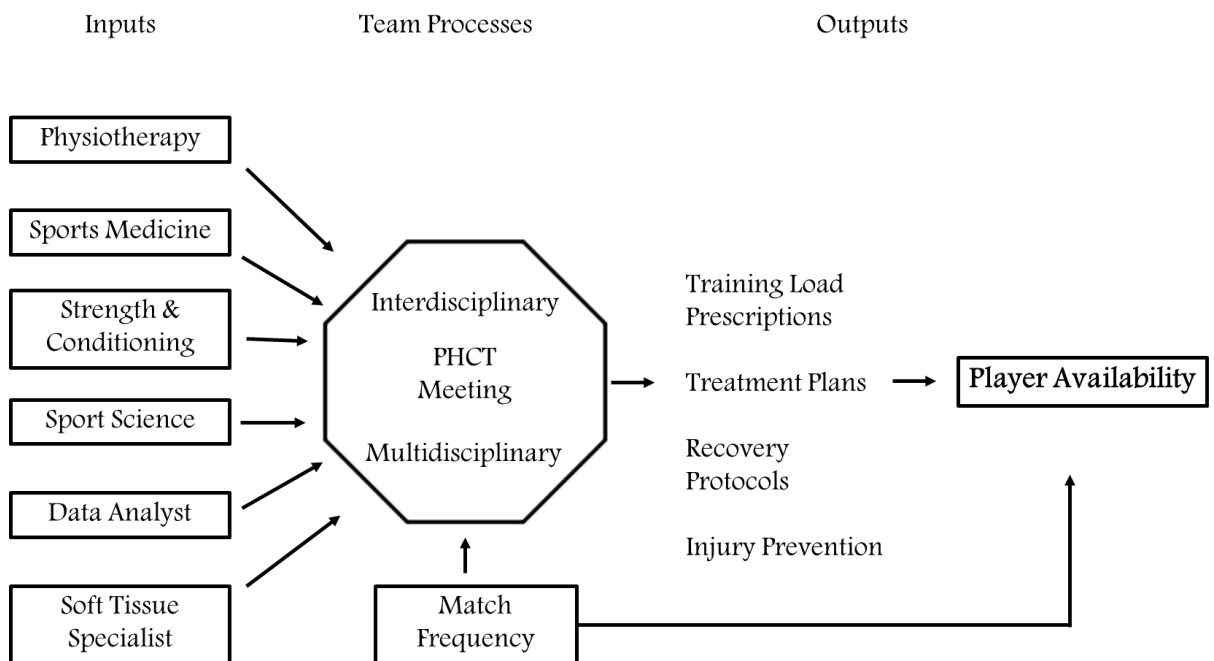 Inputs
Team Processes
Outputs
Physiotherapy
Sports Medicine
Strength &
Conditioning
Sport Science
Data Analyst
Soft Tissue
Specialist
Interdisciplinary
PHCT
Meeting
Multidisciplinary
Match
Frequency
Training Load
Prescriptions
Treatment Plans
Recovery
Protocols
Injury Prevention
Player Availability